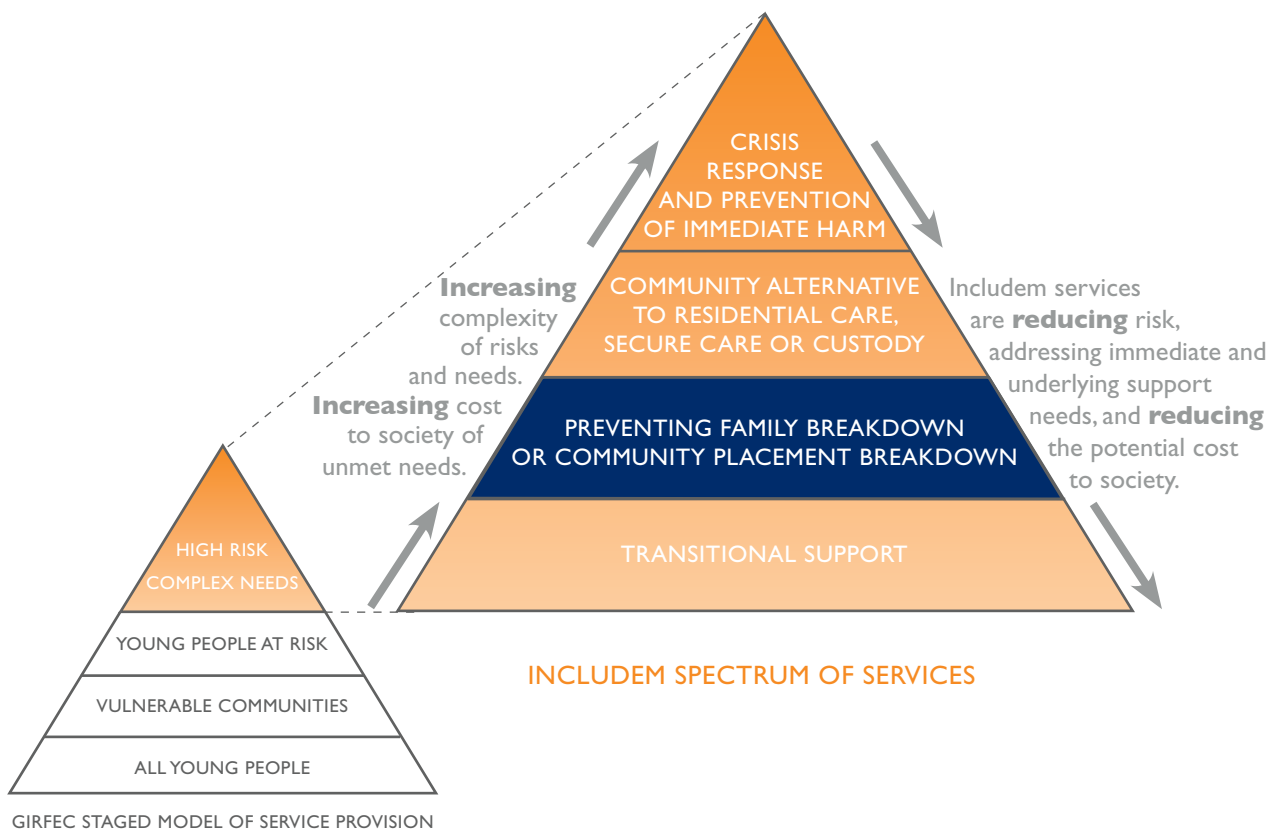 CRISIS
RESPONSE
AND PREVENTION
OF IMMEDIATE HARM
COMMUNITY ALTERNATIVE
TO RESIDENTIAL CARE,
SECURE CARE OR CUSTODY
PREVENTING FAMILY BREAKDOWN
OR COMMUNITY PLACEMENT BREAKDOWN
TRANSITIONAL SUPPORT
Increasing
complexity
of risks
and needs.
Increasing cost
to society of
unmet needs.
Includem services
are reducing risk,
addressing immediate and
underlying support
needs, and reducing
the potential cost
to society.
INCLUDEM SPECTRUM OF SERVICES
HIGH RISK
COMPLEX NEEDS
YOUNG PEOPLE AT RISK
VULNERABLE COMMUNITIES
ALL YOUNG PEOPLE
GIRFEC STAGED MODEL OF SERVICE PROVISION